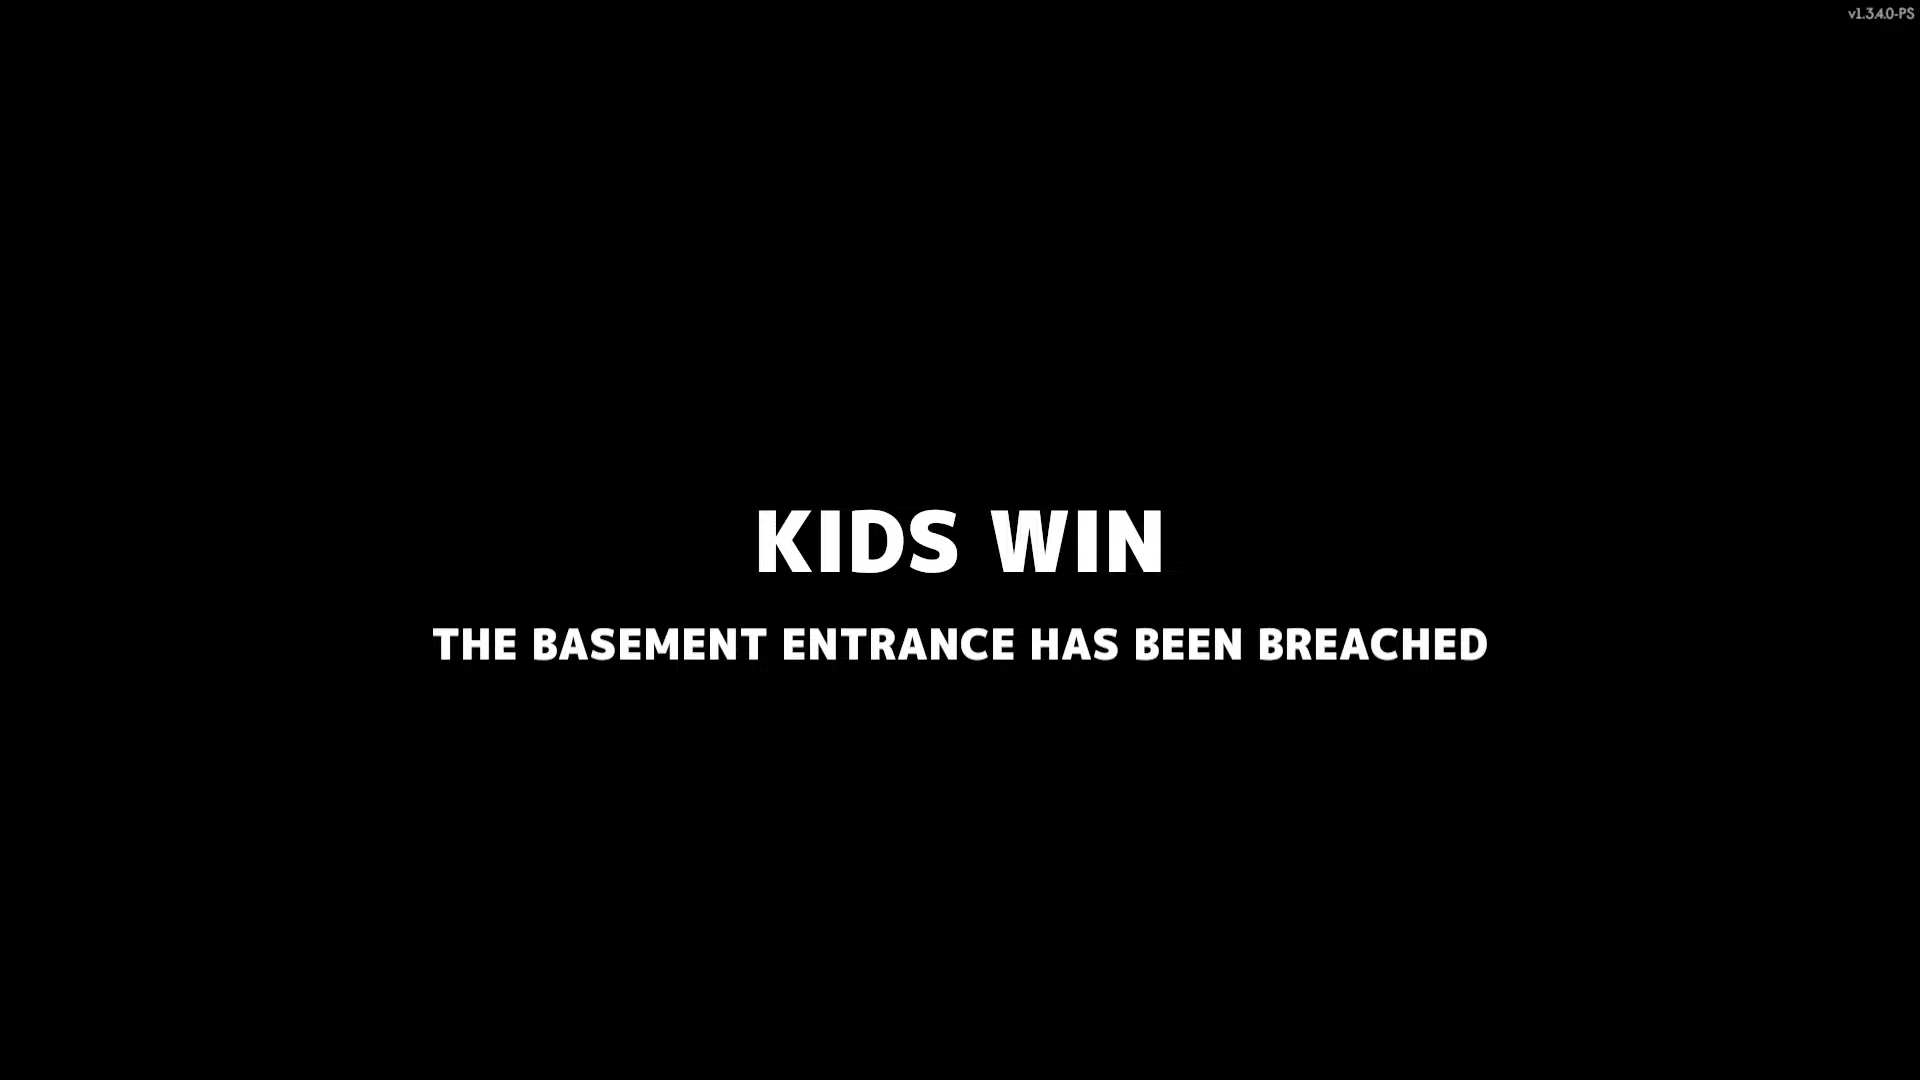 v1.3.4.0-PS
KIDS WIN
THE BASEMENT ENTRANCE HAS BEEN BREACHED